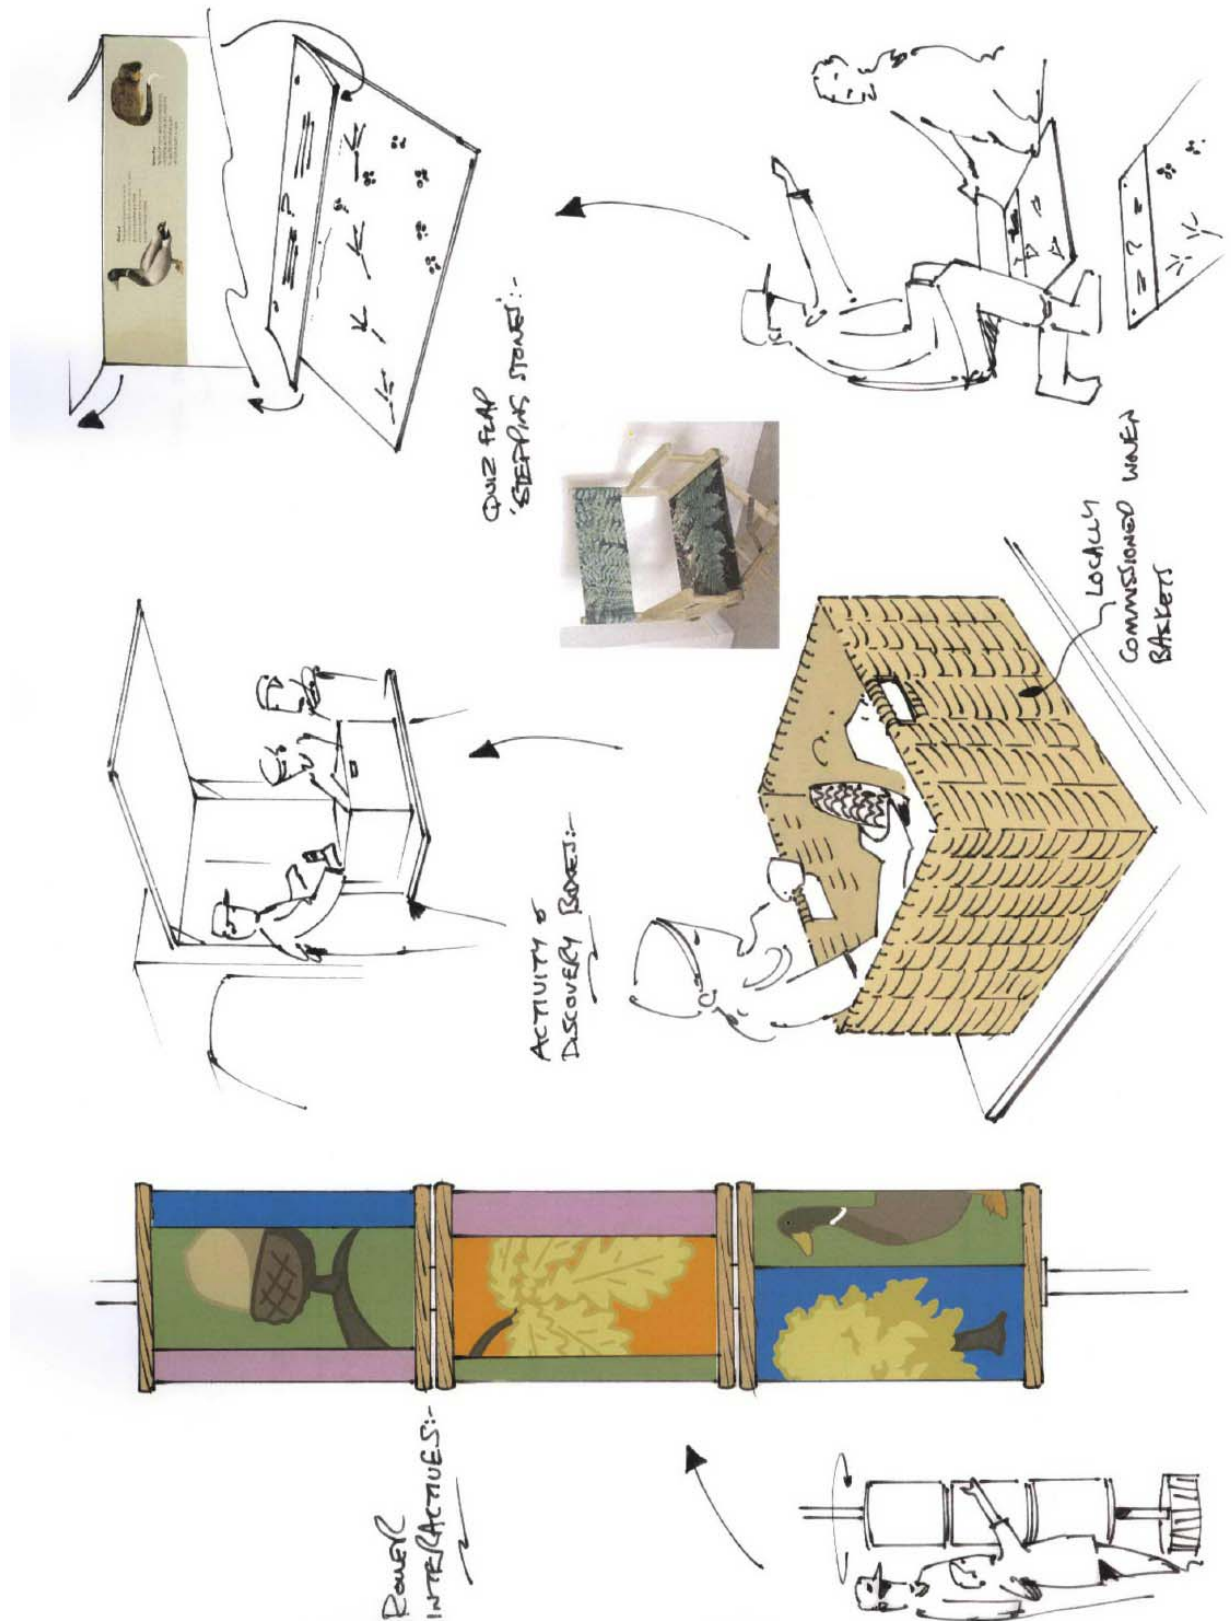 ROLLER
INTERACTIVES:-
ACTIVITY &
DISCOVERY BOXES:-
LOCALLY
COMMISSIONED WOVEN
BASKETS
QUIZ FLAP
'STEPPING STONES':-
?
?